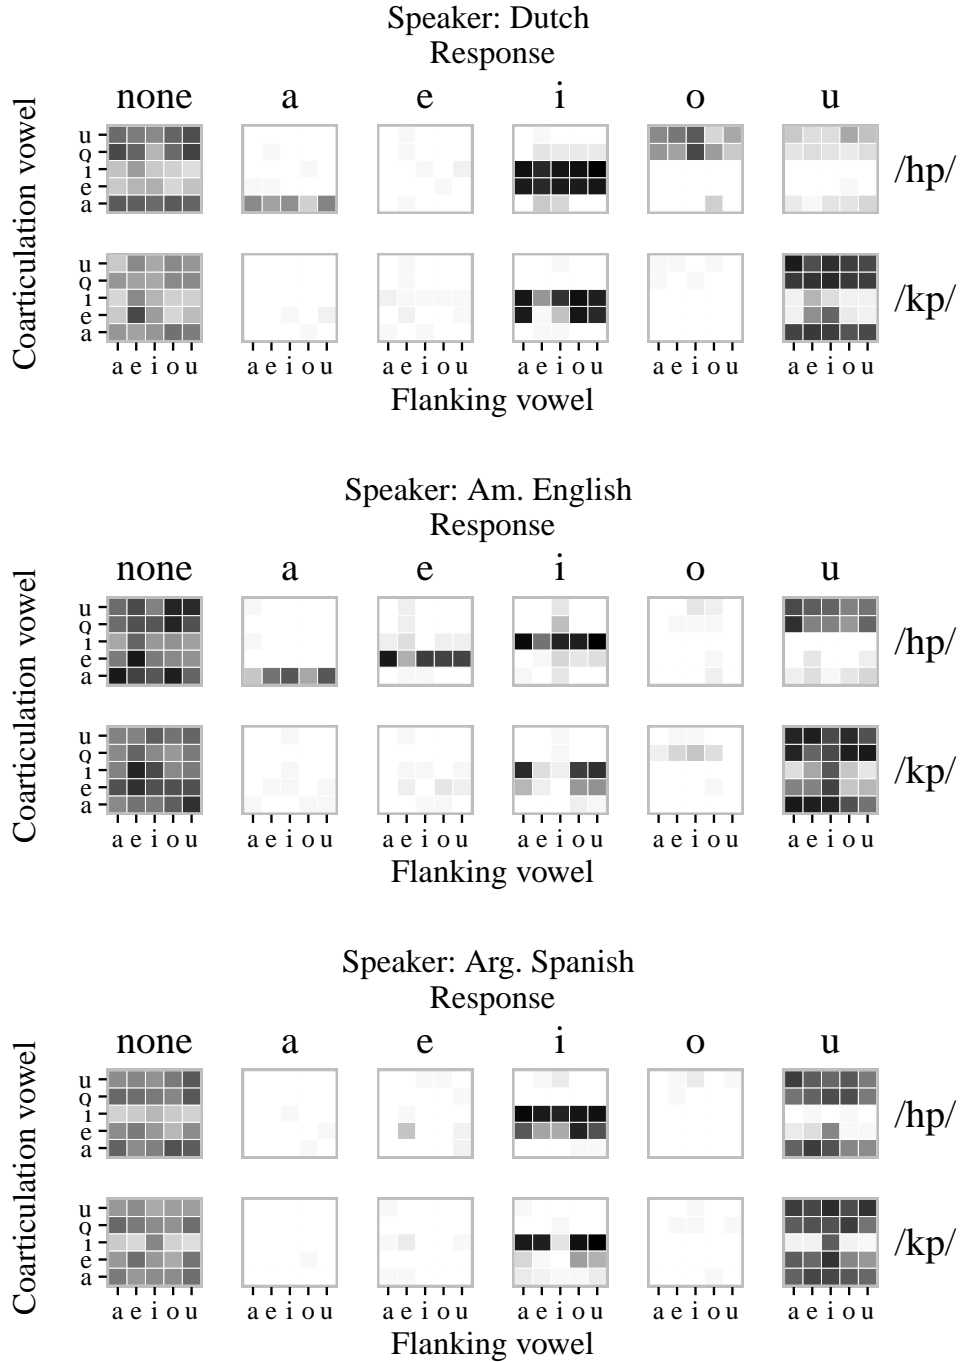 Speaker: Dutch
Response
none a e i o u
Coarticulation vowel
u
o
i
e
a
/hp/
u
o
i
e
a
/kp/
a e i o u a e i o u a e i o u a e i o u a e i o u a e i o u
Flanking vowel
Speaker: Am. English
Response
none a e i o u
Coarticulation vowel
u
o
i
e
a
/hp/
u
o
i
e
a
/kp/
a e i o u a e i o u a e i o u a e i o u a e i o u a e i o u
Flanking vowel
Speaker: Arg. Spanish
Response
none a e i o u
Coarticulation vowel
u
o
i
e
a
/hp/
u
o
i
e
a
/kp/
a e i o u a e i o u a e i o u a e i o u a e i o u a e i o u
Flanking vowel